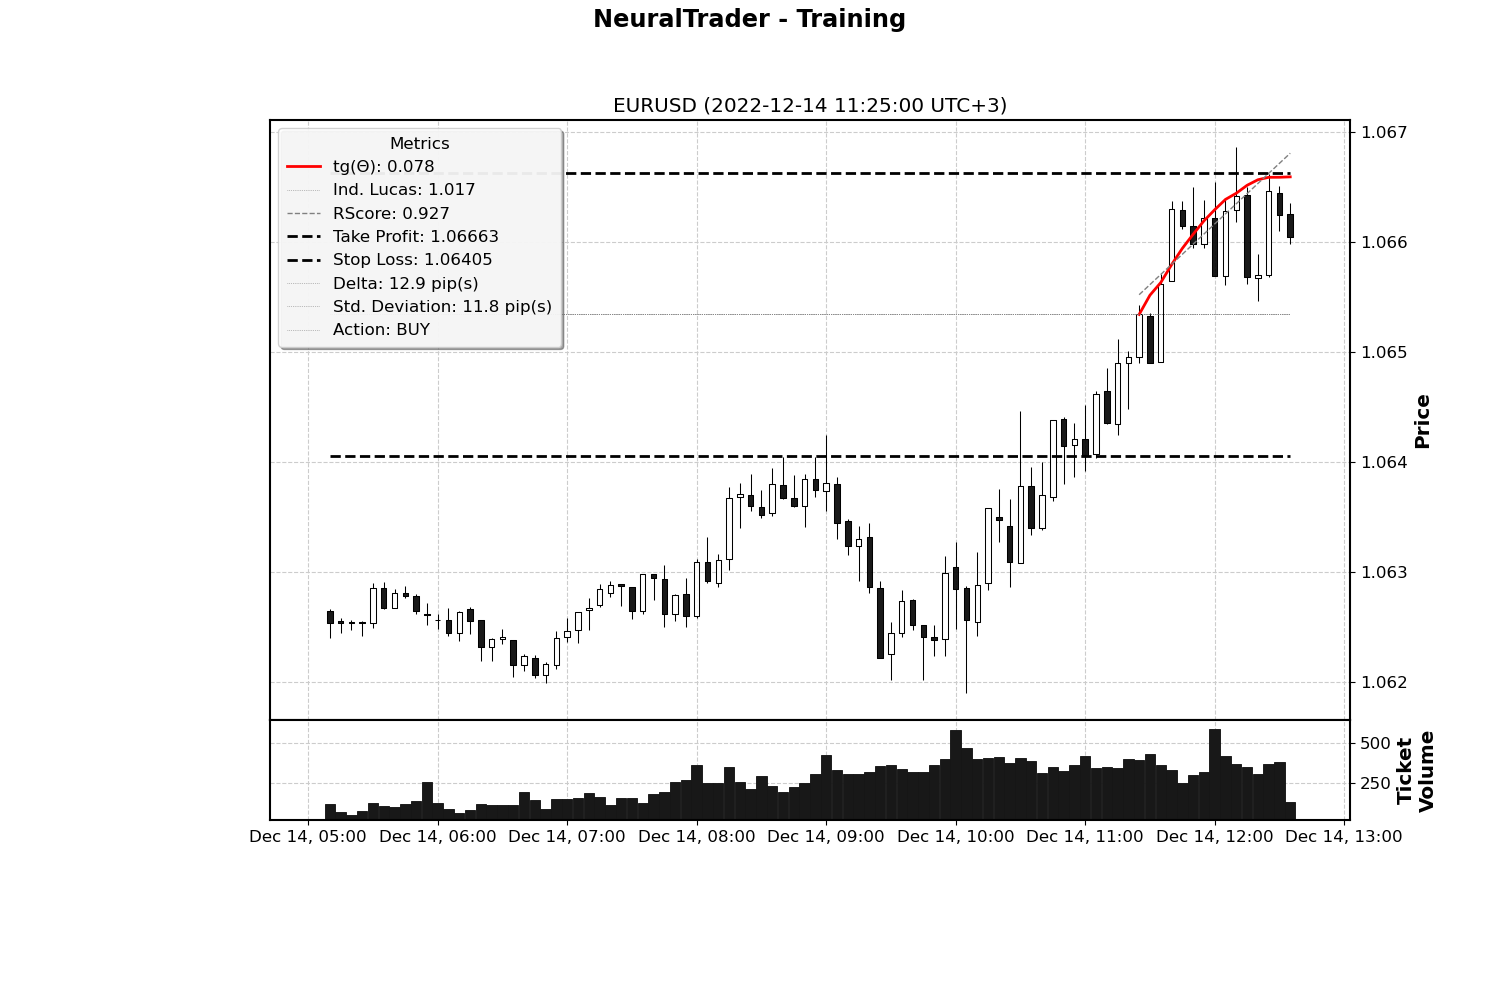 NeuralTrader - Training
EURUSD (2022-12-14 11:25:00 UTC+3)
Metrics
tg(Θ): 0.078
Ind. Lucas: 1.017
RScore: 0.927
Take Profit: 1.06663
Stop Loss: 1.06405
Delta: 12.9 pip(s)
Std. Deviation: 11.8 pip(s)
Action: BUY
1.067
1.066
1.065
1.064
1.063
1.062
Price
500
250
Ticket
Volume
Dec 14, 05:00 Dec 14, 06:00 Dec 14, 07:00 Dec 14, 08:00 Dec 14, 09:00 Dec 14, 10:00 Dec 14, 11:00 Dec 14, 12:00 Dec 14, 13:00